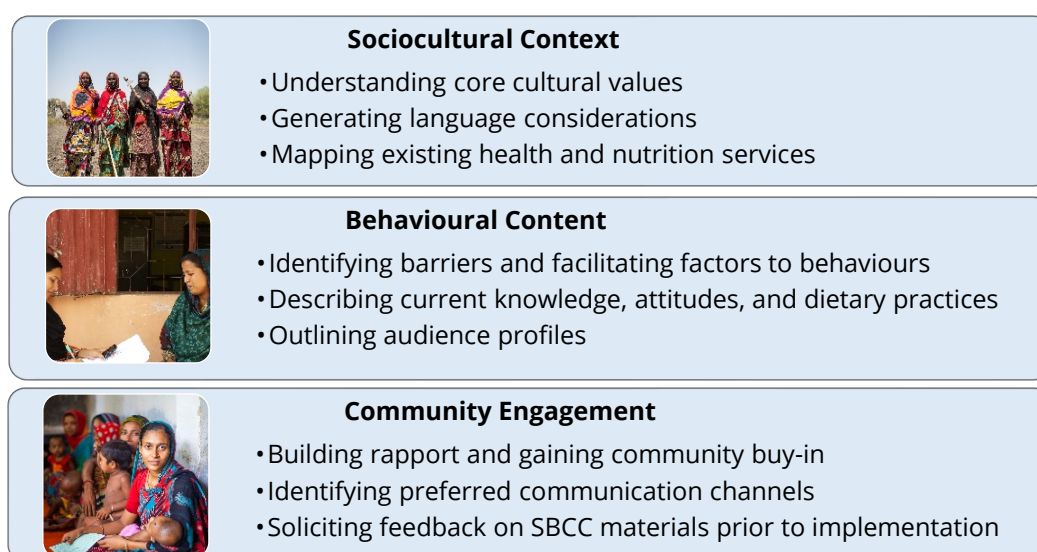 Sociocultural Context
•Understanding core cultural values
•Generating language considerations
•Mapping existing health and nutrition services
Behavioural Content
•Identifying barriers and facilitating factors to behaviours
•Describing current knowledge, attitudes, and dietary practices
•Outlining audience profiles
Community Engagement
•Building rapport and gaining community buy-in
•Identifying preferred communication channels
•Soliciting feedback on SBCC materials prior to implementation